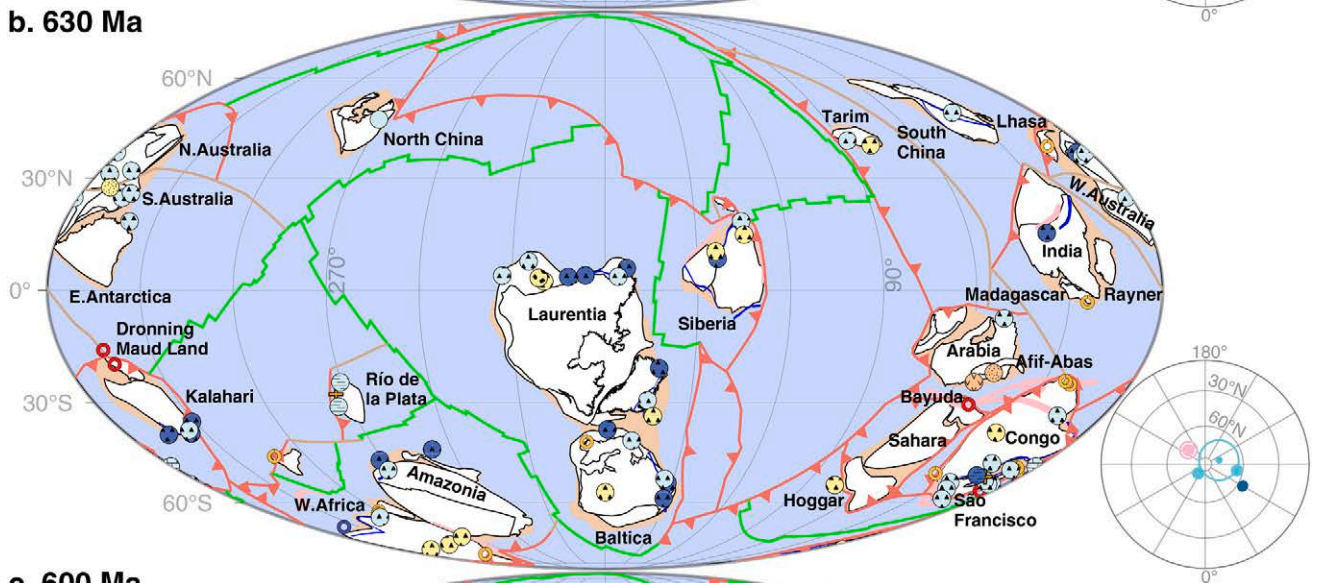 0°
b. 630 Ma
60°N
Tarim
South
China
Lhasa
North China
N.Australia
30°N
S.Australia
W.Australia
India
270°
90°
0°
E.Antarctica
Madagascar
Rayner
Laurentia
Siberia
Dronning
Maud Land
Arabia
Afif-Abas
180°
30°N
60°N
Kalahari
Río de
la Plata
30°S
Bayuda
Sahara
Congo
Amazonia
60°S
W.Africa
Hoggar
São
Francisco
Baltica
0°
c. 600 Ma